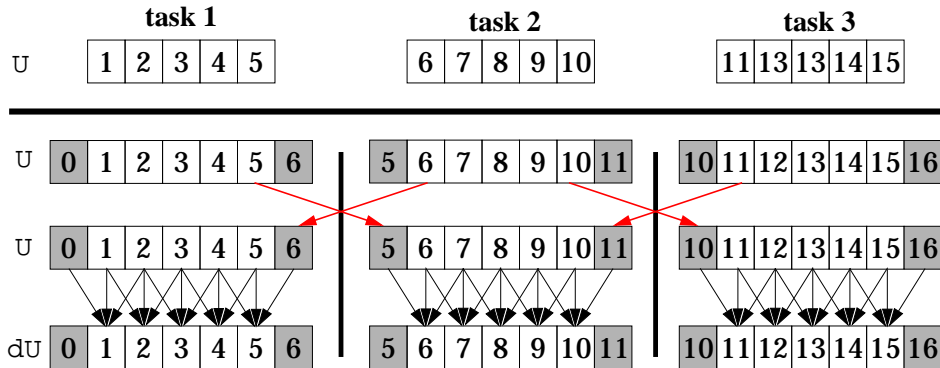 task 1 task 2 task 3
U 1 2 3 4 5 6 7 8 9 10 11 13 13 14 15
U 0 1 2 3 4 5 6 5 6 7 8 9 10 11 10 11 12 13 14 15 16
U 0 1 2 3 4 5 6 5 6 7 8 9 10 11 10 11 12 13 14 15 16
dU 0 1 2 3 4 5 6 5 6 7 8 9 10 11 10 11 12 13 14 15 16